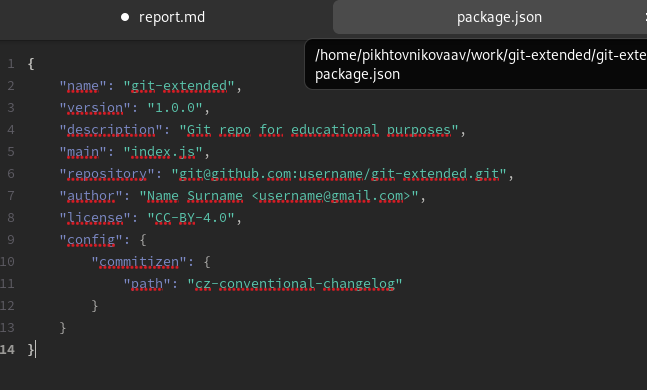 report.md package.json
/home/pikhtovnikovaav/work/git-extended/git-exte
package.json
1 {
2 "name": "git-extended",
3 "version": "1.0.0",
4 "description": "Git repo for educational purposes",
5 "main": "index.js",
6 "repository": "git@github.com:username/git-extended.git",
7 "author": "Name Surname <username@gmail.com>",
8 "license": "CC-BY-4.0",
9 "config": {
10 "commitizen": {
11 "path": "cz-conventional-changelog"
12 }
13 }
14 }